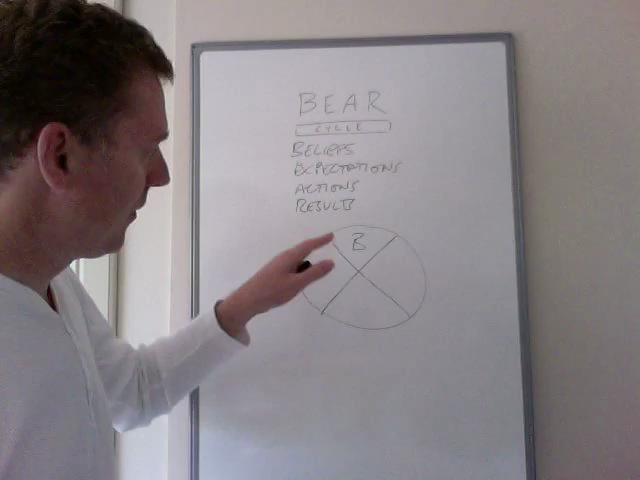 BEAR
CYCLE
BELIEFS
EXPECTATIONS
ACTIONS
RESULTS
B